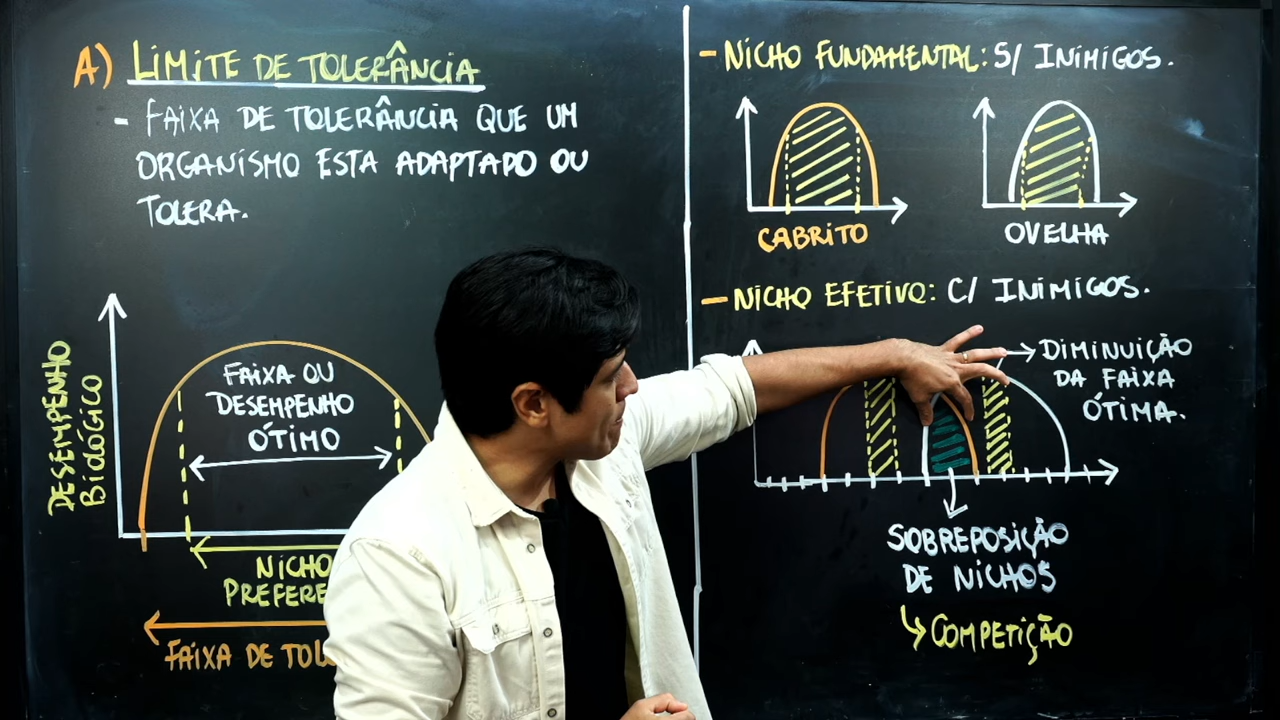 A) LIMITE DE TOLERÂNCIA
- FAIXA DE TOLERÂNCIA QUE UM
ORGANISMO ESTA ADAPTADO OU
TOLERA.
DESEMPENHO
BIOLÓGICO
FAIXA OU
DESEMPENHO
ÓTIMO
NICHO
PREFERE
FAIXA DE TOL
- NICHO FUNDAMENTAL: S/ INIMIGOS.
CABRITO
OVELHA
- NICHO EFETIVO: C/ INIMIGOS.
DIMINUIÇÃO
DA FAIXA
ÓTIMA.
SOBREPOSIÇÃO
DE NICHOS
COMPETIÇÃO